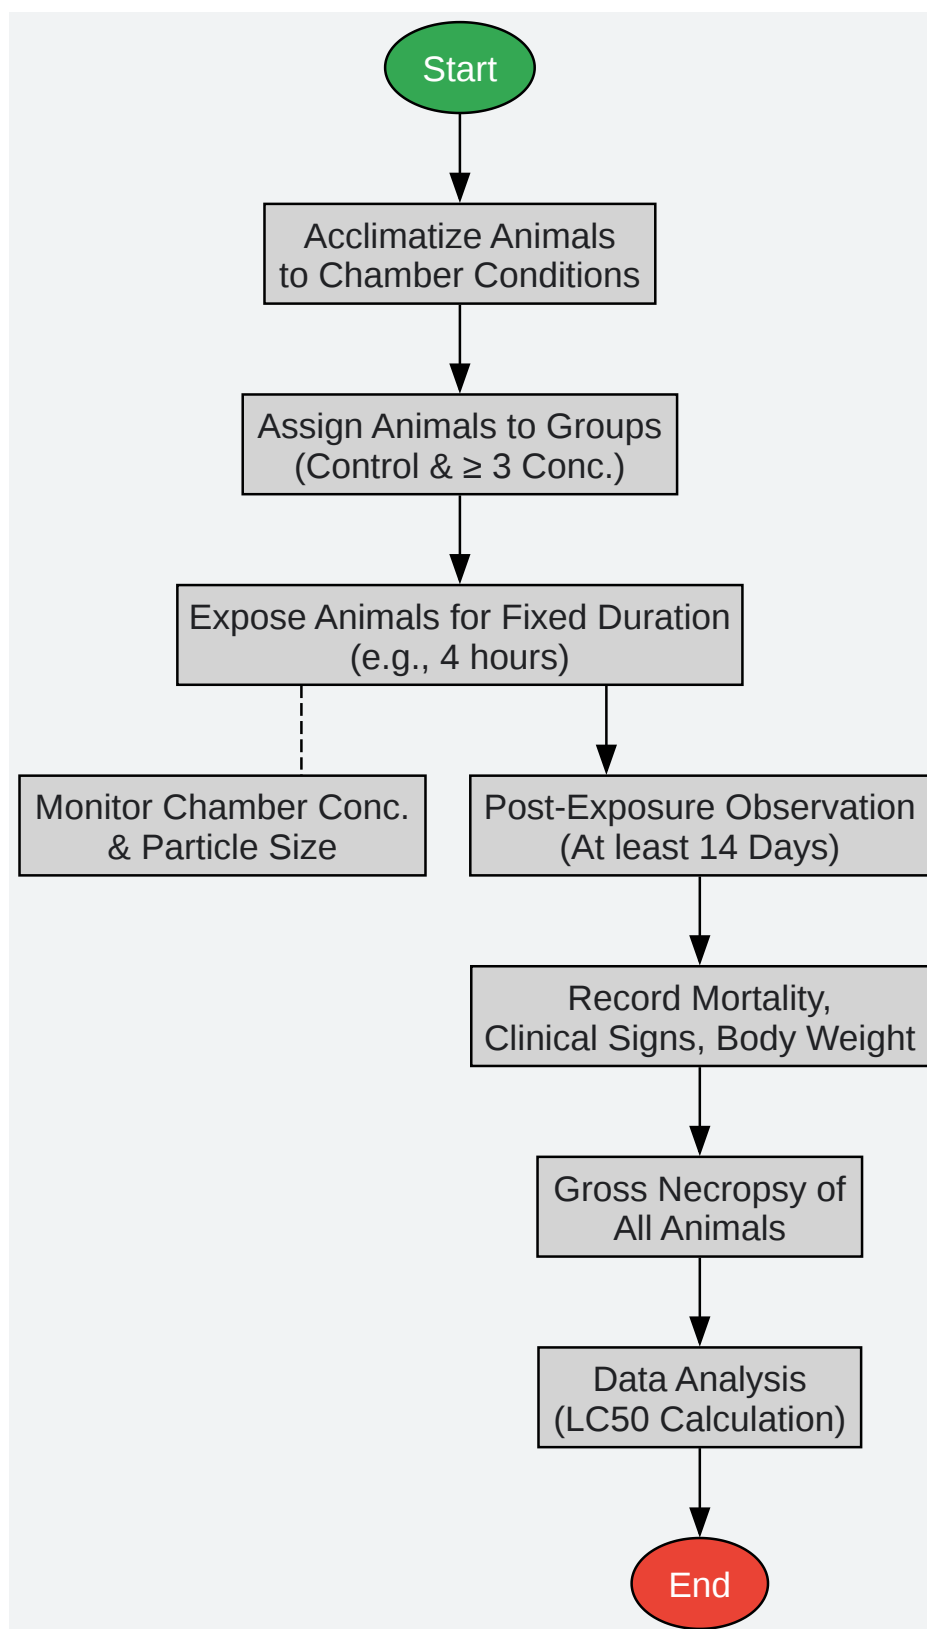 Start
Acclimatize Animals
to Chamber Conditions
Assign Animals to Groups
(Control & ≥ 3 Conc.)
Expose Animals for Fixed Duration
(e.g., 4 hours)
Monitor Chamber Conc.
& Particle Size
Post-Exposure Observation
(At least 14 Days)
Record Mortality,
Clinical Signs, Body Weight
Gross Necropsy of
All Animals
Data Analysis
(LC50 Calculation)
End